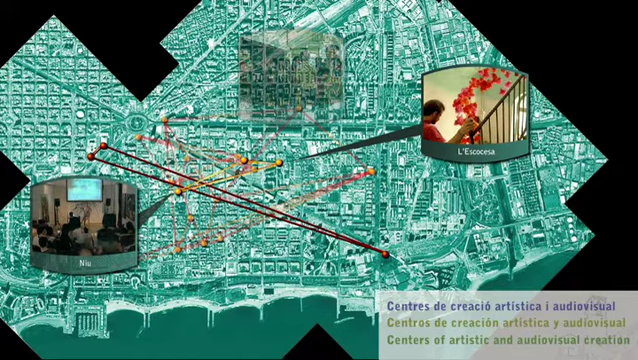 L'Escocesa
Niu
Centres de creació artística i audiovisual
Centros de creación artística y audiovisual
Centers of artistic and audiovisual creation